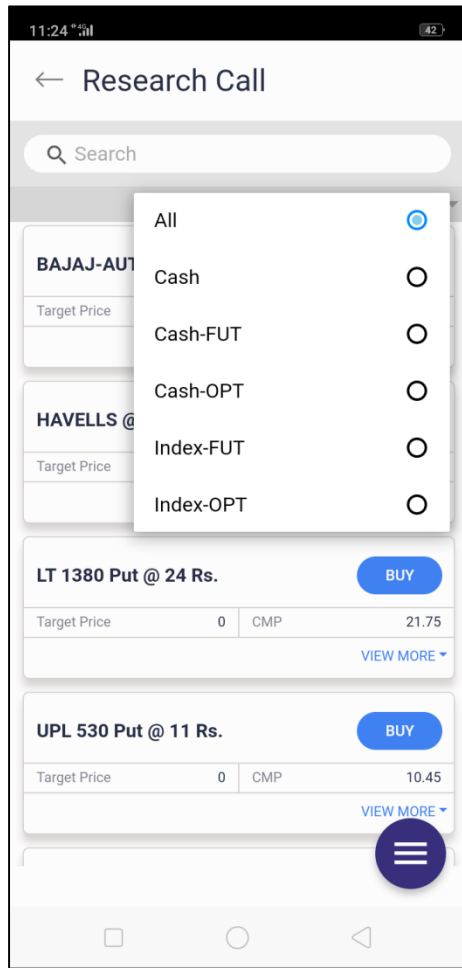 11:24
42
Research Call
Search
All
BAJAJ-AUT
Cash
Target Price
Cash-FUT
Cash-OPT
HAVELLS @
Index-FUT
Target Price
Index-OPT
LT 1380 Put @ 24 Rs.
BUY
Target Price 0 CMP 21.75
VIEW MORE
UPL 530 Put @ 11 Rs.
BUY
Target Price 0 CMP 10.45
VIEW MORE